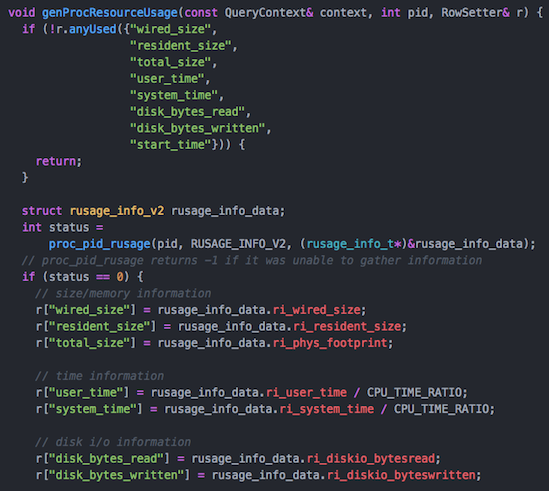 void genProcResourceUsage(const QueryContext& context, int pid, RowSetter& r) {
  if (!r.anyUsed({"wired_size",
                  "resident_size",
                  "total_size",
                  "user_time",
                  "system_time",
                  "disk_bytes_read",
                  "disk_bytes_written",
                  "start_time"})) {
    return;
  }

  struct rusage_info_v2 rusage_info_data;
  int status =
      proc_pid_rusage(pid, RUSAGE_INFO_V2, (rusage_info_t*)&rusage_info_data);
  // proc_pid_rusage returns -1 if it was unable to gather information
  if (status == 0) {
    // size/memory information
    r["wired_size"] = rusage_info_data.ri_wired_size;
    r["resident_size"] = rusage_info_data.ri_resident_size;
    r["total_size"] = rusage_info_data.ri_phys_footprint;

    // time information
    r["user_time"] = rusage_info_data.ri_user_time / CPU_TIME_RATIO;
    r["system_time"] = rusage_info_data.ri_system_time / CPU_TIME_RATIO;

    // disk i/o information
    r["disk_bytes_read"] = rusage_info_data.ri_diskio_bytesread;
    r["disk_bytes_written"] = rusage_info_data.ri_diskio_byteswritten;